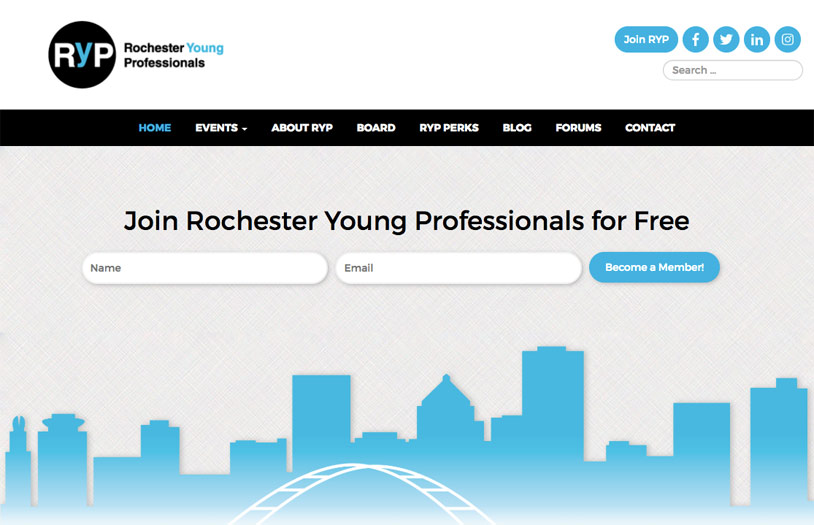 RyP
Rochester Young
Professionals
Join RYP
Search ...
HOME EVENTS ABOUT RYP BOARD RYP PERKS BLOG FORUMS CONTACT
Join Rochester Young Professionals for Free
Name Email Become a Member!